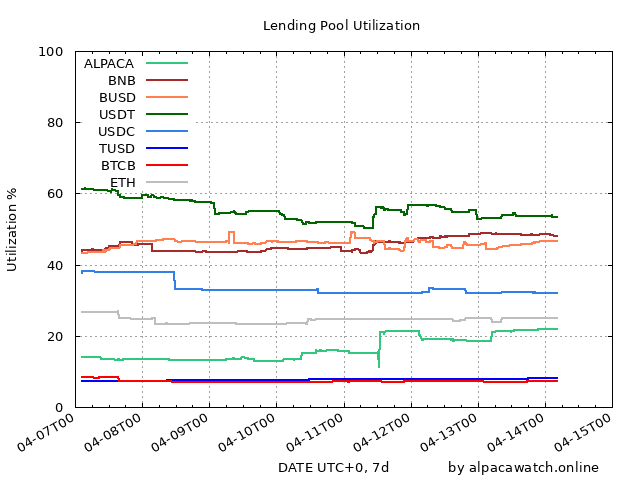 Lending Pool Utilization
100
80
60
40
20
0
Utilization %
ALPACA
BNB
BUSD
USDT
USDC
TUSD
BTCB
ETH
04-07T00
04-08T00
04-09T00
04-10T00
04-11T00
04-12T00
04-13T00
04-14T00
04-15T00
DATE UTC+0, 7d
by alpacawatch.online